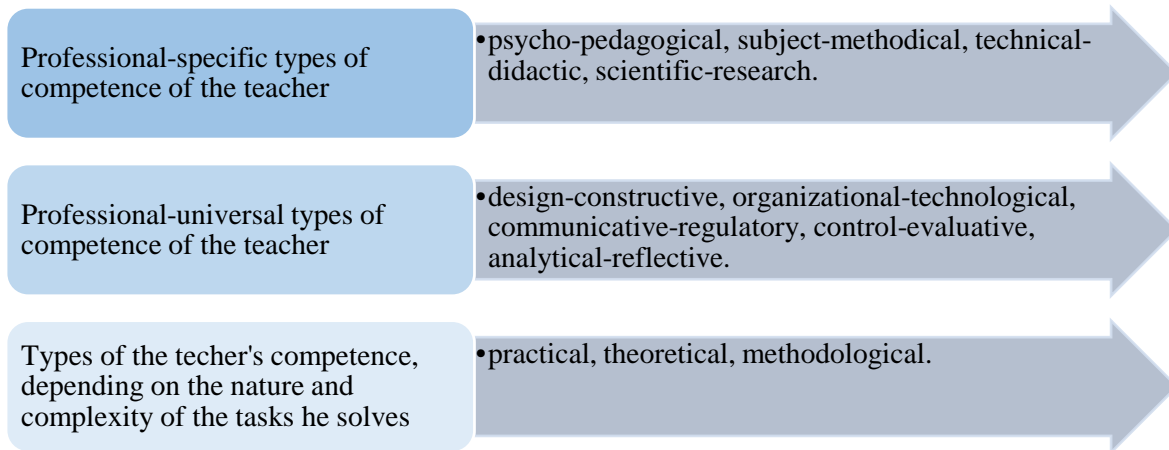 Professional-specific types of
competence of the teacher
•psycho-pedagogical, subject-methodical, technical-
didactic, scientific-research.
Professional-universal types of
competence of the teacher
•design-constructive, organizational-technological,
communicative-regulatory, control-evaluative,
analytical-reflective.
Types of the techer's competence,
depending on the nature and
complexity of the tasks he solves
•practical, theoretical, methodological.